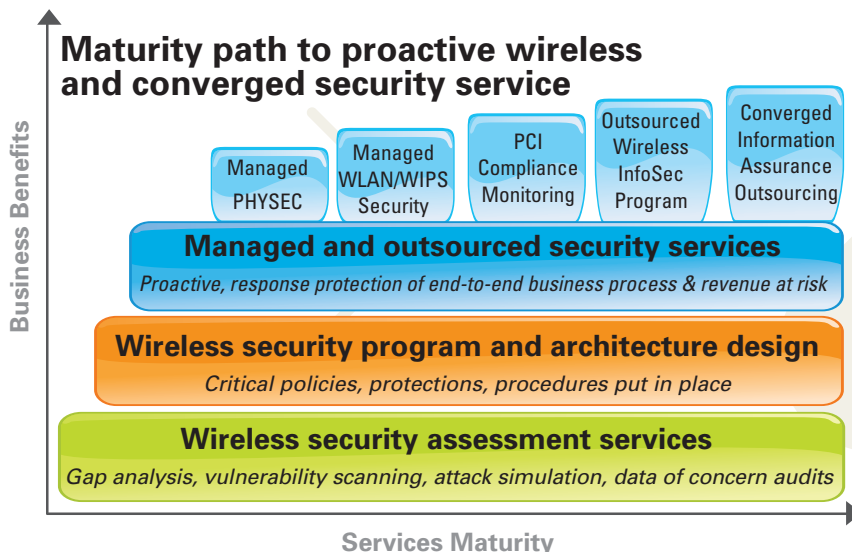 Maturity path to proactive wireless
and converged security service
Business Benefits
Managed
PHYSEC
Managed
WLAN/WIPS
Security
PCI
Compliance
Monitoring
Outsourced
Wireless
InfoSec
Program
Converged
Information
Assurance
Outsourcing
Managed and outsourced security services
Proactive, response protection of end-to-end business process & revenue at risk
Wireless security program and architecture design
Critical policies, protections, procedures put in place
Wireless security assessment services
Gap analysis, vulnerability scanning, attack simulation, data of concern audits
Services Maturity